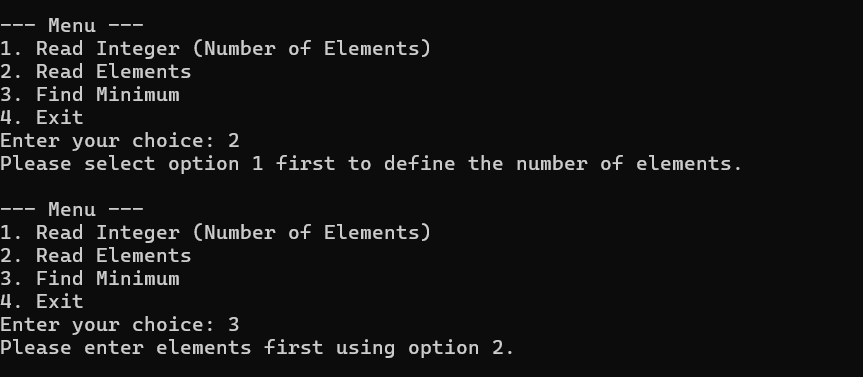 --- Menu ---
1. Read Integer (Number of Elements)
2. Read Elements
3. Find Minimum
4. Exit
Enter your choice: 2
Please select option 1 first to define the number of elements.
--- Menu ---
1. Read Integer (Number of Elements)
2. Read Elements
3. Find Minimum
4. Exit
Enter your choice: 3
Please enter elements first using option 2.